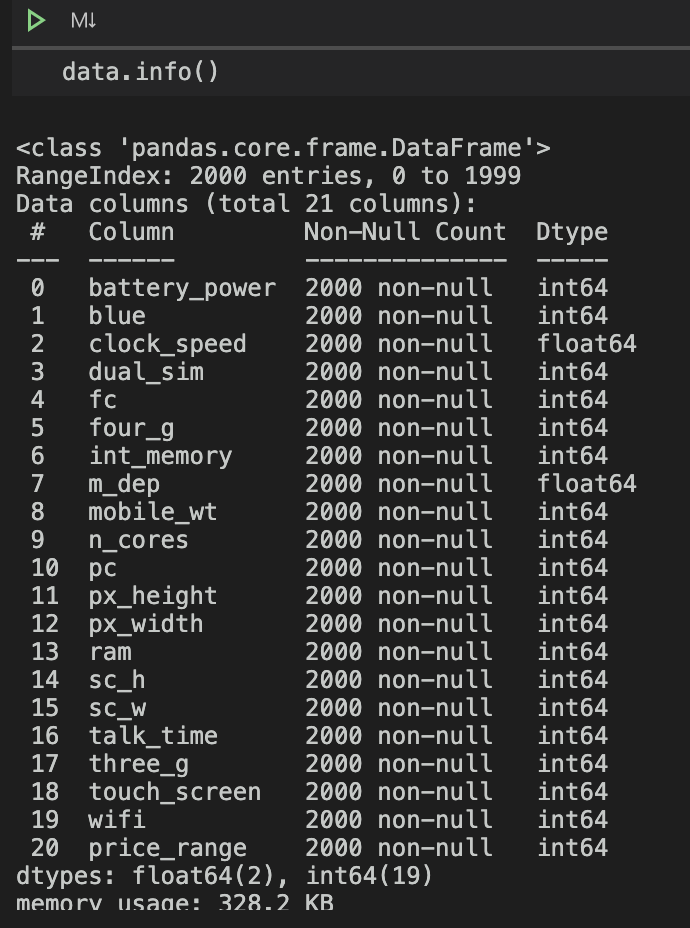 M↓
data.info()
<class 'pandas.core.frame.DataFrame'>
RangeIndex: 2000 entries, 0 to 1999
Data columns (total 21 columns):
 #   Column         Non-Null Count  Dtype
---  ------         --------------  -----
 0   battery_power  2000 non-null   int64
 1   blue           2000 non-null   int64
 2   clock_speed    2000 non-null   float64
 3   dual_sim       2000 non-null   int64
 4   fc             2000 non-null   int64
 5   four_g         2000 non-null   int64
 6   int_memory     2000 non-null   int64
 7   m_dep          2000 non-null   float64
 8   mobile_wt      2000 non-null   int64
 9   n_cores        2000 non-null   int64
 10  pc             2000 non-null   int64
 11  px_height      2000 non-null   int64
 12  px_width       2000 non-null   int64
 13  ram            2000 non-null   int64
 14  sc_h           2000 non-null   int64
 15  sc_w           2000 non-null   int64
 16  talk_time      2000 non-null   int64
 17  three_g        2000 non-null   int64
 18  touch_screen   2000 non-null   int64
 19  wifi           2000 non-null   int64
 20  price_range    2000 non-null   int64
dtypes: float64(2), int64(19)
memory usage: 328.2 KB